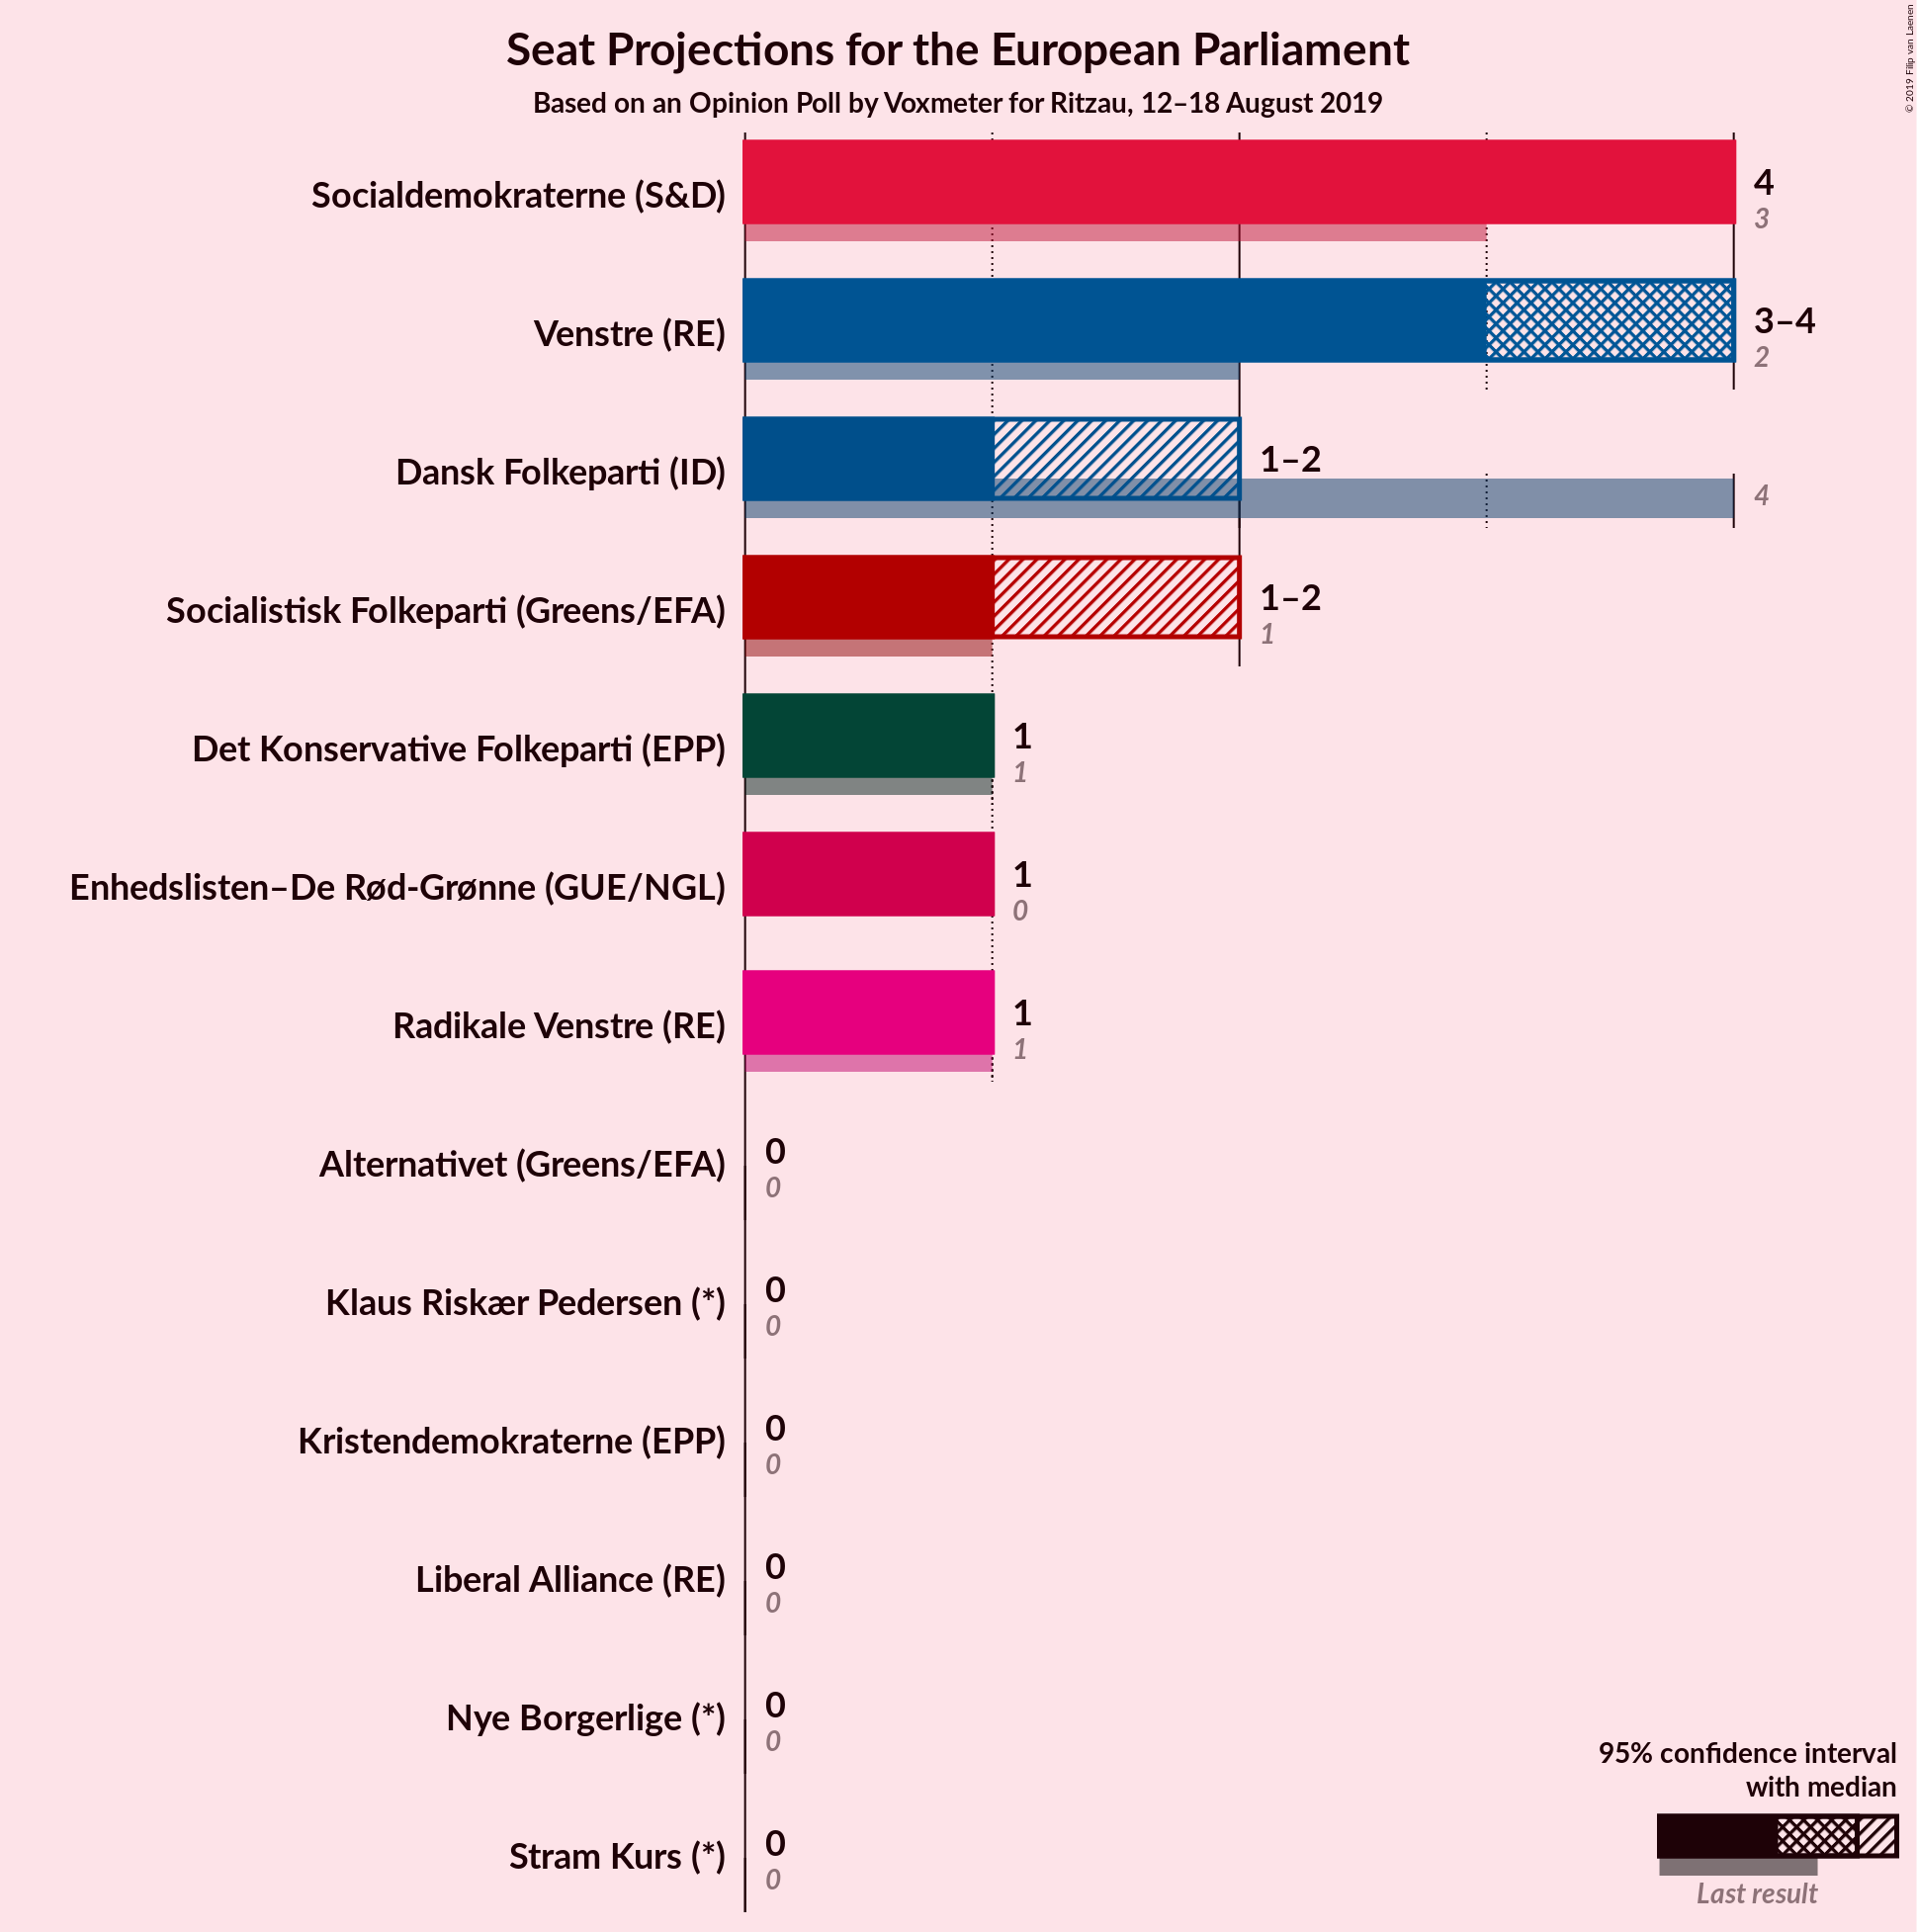 Seat Projections for the European Parliament
Based on an Opinion Poll by Voxmeter for Ritzau, 12–18 August 2019
© 2019 Filip van Laenen
Socialdemokraterne (S&D)
4
3
Venstre (RE)
3–4
2
Dansk Folkeparti (ID)
1–2
4
Socialistisk Folkeparti (Greens/EFA)
1–2
1
Det Konservative Folkeparti (EPP)
1
1
Enhedslisten–De Rød-Grønne (GUE/NGL)
1
0
Radikale Venstre (RE)
1
1
Alternativet (Greens/EFA)
0
0
Klaus Riskær Pedersen (*)
0
0
Kristendemokraterne (EPP)
0
0
Liberal Alliance (RE)
0
0
Nye Borgerlige (*)
0
0
Stram Kurs (*)
0
0
95% confidence interval
with median
Last result